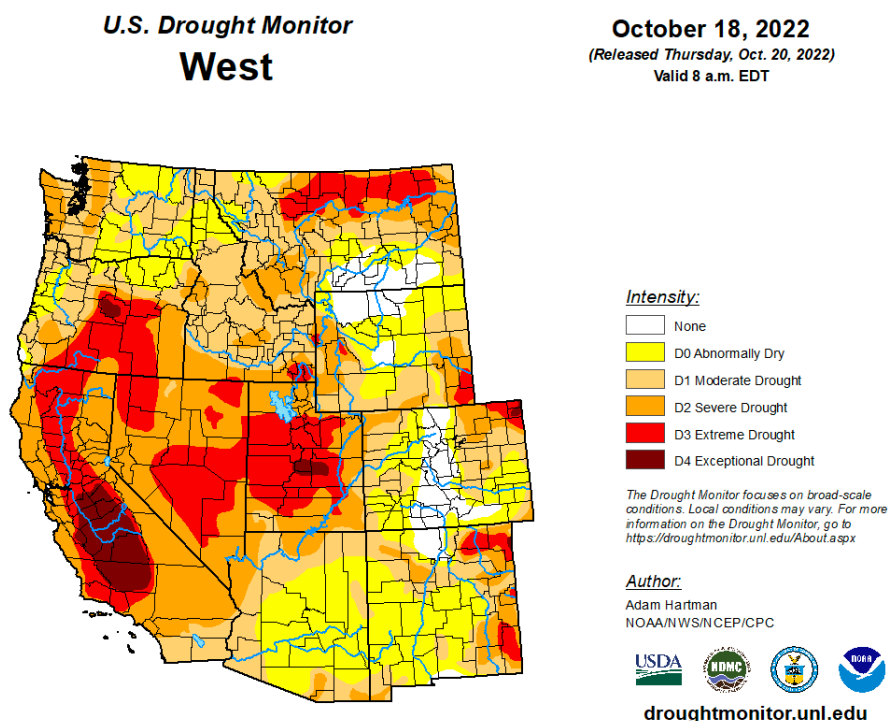 U.S. Drought Monitor
West
October 18, 2022
(Released Thursday, Oct. 20, 2022)
Valid 8 a.m. EDT
Intensity:
None
D0 Abnormally Dry
D1 Moderate Drought
D2 Severe Drought
D3 Extreme Drought
D4 Exceptional Drought
The Drought Monitor focuses on broad-scale
conditions. Local conditions may vary. For more
information on the Drought Monitor, go to
https://droughtmonitor.unl.edu/About.aspx
Author:
Adam Hartman
NOAA/NWS/NCEP/CPC
USDA
NDMC
NOAA
droughtmonitor.unl.edu